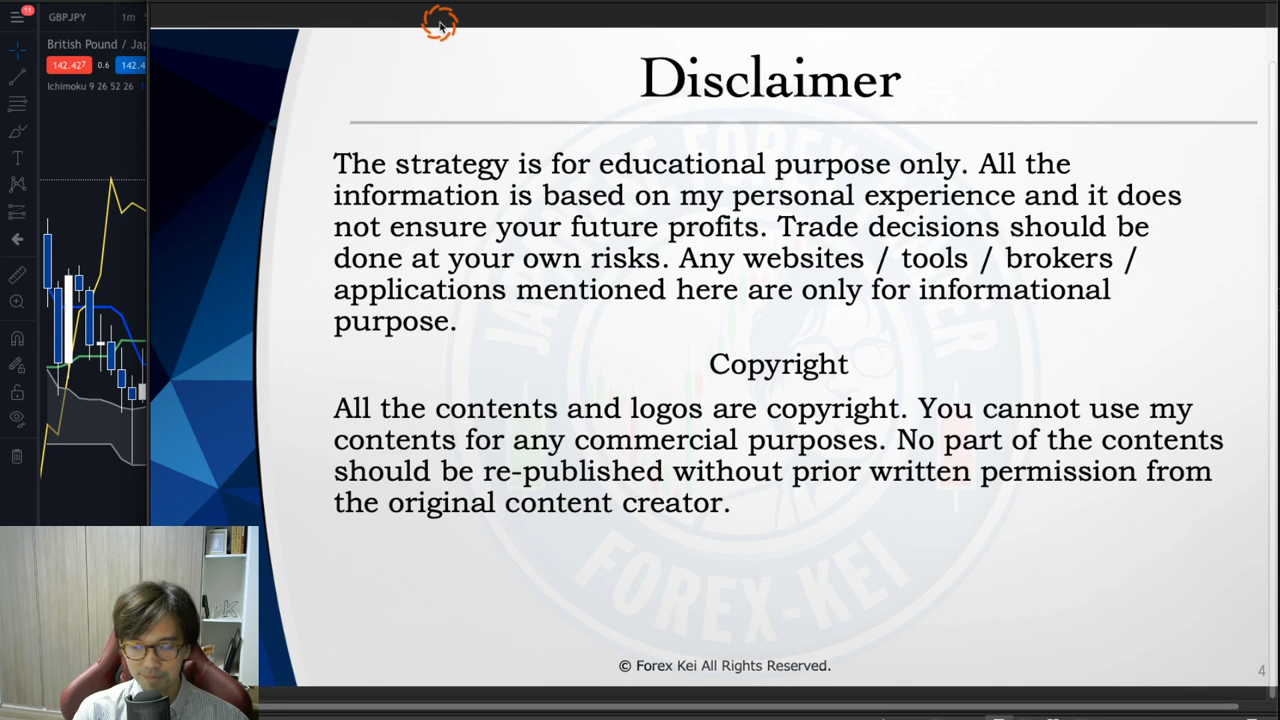 11
GBPJPY
1m
British Pound / Jap
142.427
0.6
142.4
Ichimoku 9 26 52 26
Disclaimer
The strategy is for educational purpose only. All the
information is based on my personal experience and it does
not ensure your future profits. Trade decisions should be
done at your own risks. Any websites / tools / brokers /
applications mentioned here are only for informational
purpose.
Copyright
All the contents and logos are copyright. You cannot use my
contents for any commercial purposes. No part of the contents
should be re-published without prior written permission from
the original content creator.
FOREX-KEI
© Forex Kei All Rights Reserved.
4